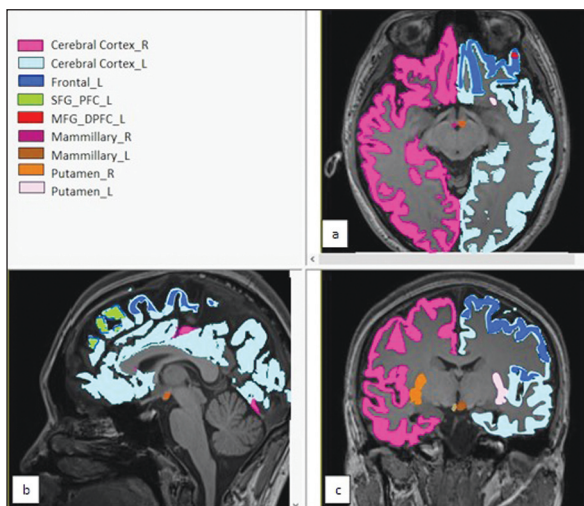 Cerebral Cortex_R
Cerebral Cortex_L
Frontal_L
SFG_PFC_L
MFG_DPFC_L
Mammillary_R
Mammillary_L
Putamen_R
Putamen_L
a
b
c